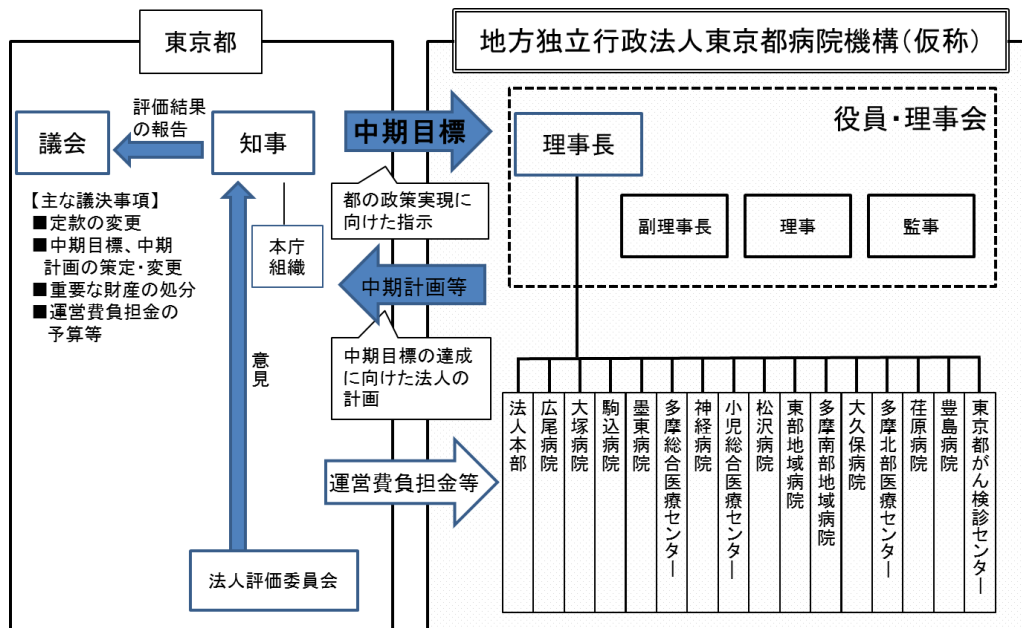 東京都
議会
評価結果
の報告
知事
【主な議決事項】
■定款の変更
■中期目標、中期
計画の策定・変更
■重要な財産の処分
■運営費負担金の
予算等
本庁
組織
意見
法人評価委員会
中期目標
都の政策実現に
向けた指示
中期計画等
中期目標の達成
に向けた法人の
計画
運営費負担金等
地方独立行政法人東京都病院機構(仮称)
役員・理事会
理事長
副理事長
理事
監事
法人本部
広尾病院
大塚病院
駒込病院
墨東病院
多摩総合医療センター
神経病院
小児総合医療センター
松沢病院
東部地域病院
多摩南部地域病院
大久保病院
多摩北部医療センター
荏原病院
豊島病院
東京都がん検診センター